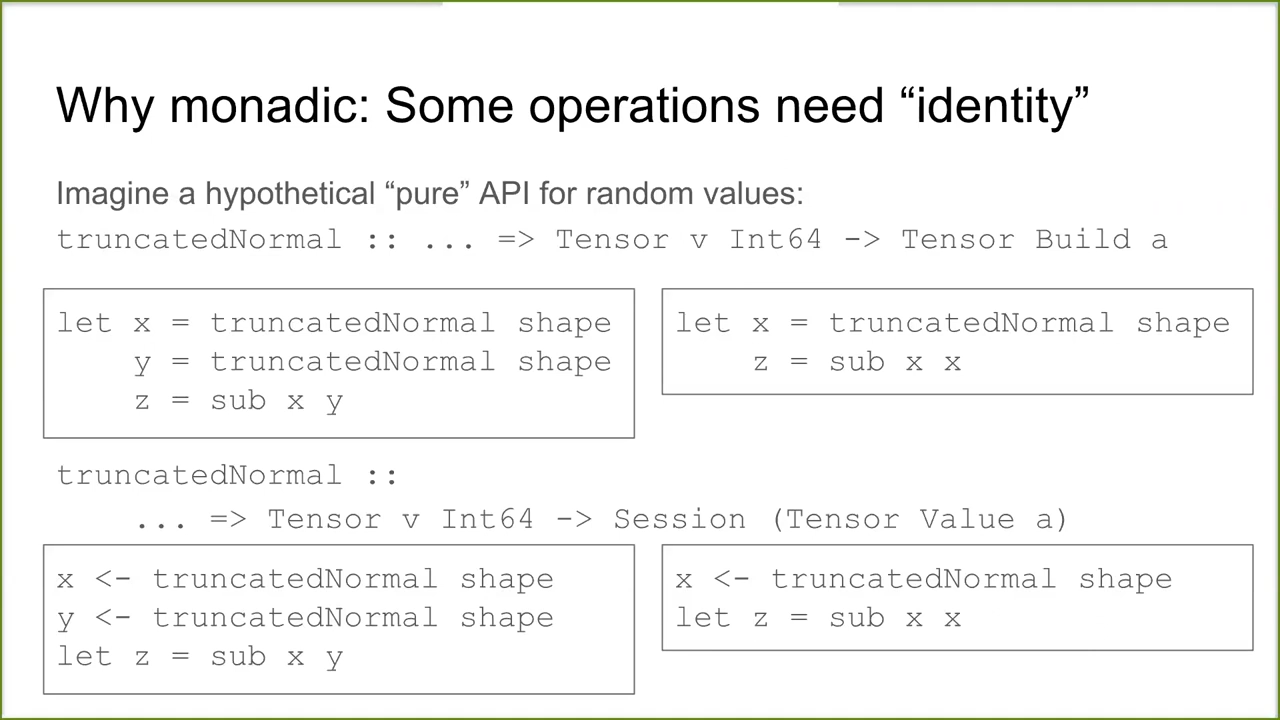 Why monadic: Some operations need “identity”
Imagine a hypothetical “pure” API for random values:
truncatedNormal :: ... => Tensor v Int64 -> Tensor Build a
let x = truncatedNormal shape
    y = truncatedNormal shape
    z = sub x y
let x = truncatedNormal shape
    z = sub x x
truncatedNormal ::
    ... => Tensor v Int64 -> Session (Tensor Value a)
x <- truncatedNormal shape
y <- truncatedNormal shape
let z = sub x y
x <- truncatedNormal shape
let z = sub x x